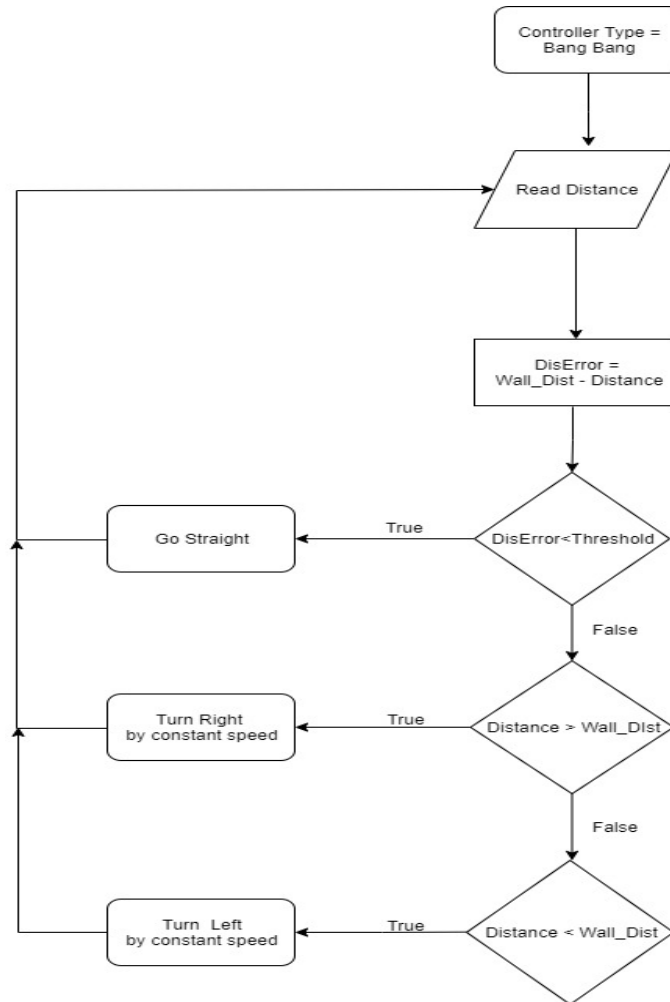 Controller Type =
Bang Bang
Read Distance
DisError =
Wall_Dist - Distance
DisError<Threshold
True
Go Straight
False
Distance > Wall_DIst
True
Turn Right
by constant speed
False
Distance < Wall_Dist
True
Turn Left
by constant speed